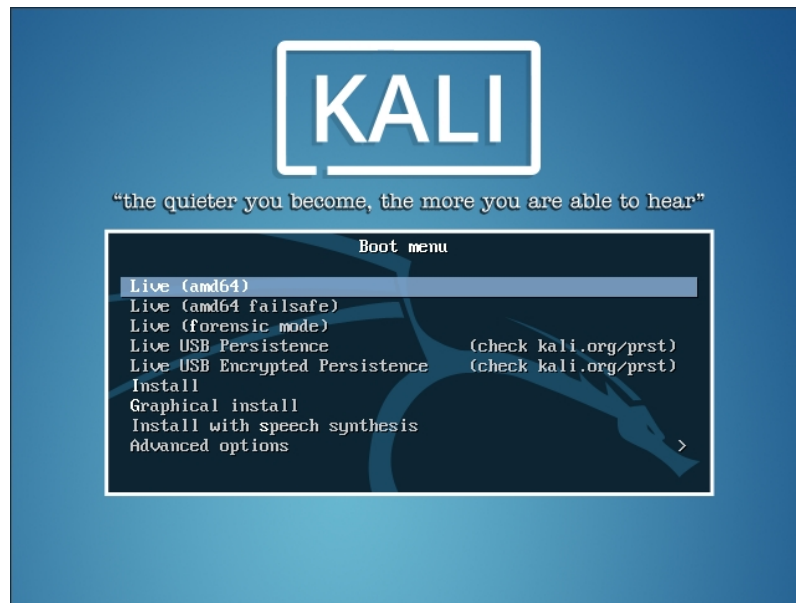 KALI
“the quieter you become, the more you are able to hear”
Boot menu
Live (amd64)
Live (amd64 failsafe)
Live (forensic mode)
Live USB Persistence (check kali.org/prst)
Live USB Encrypted Persistence (check kali.org/prst)
Install
Graphical install
Install with speech synthesis
Advanced options >